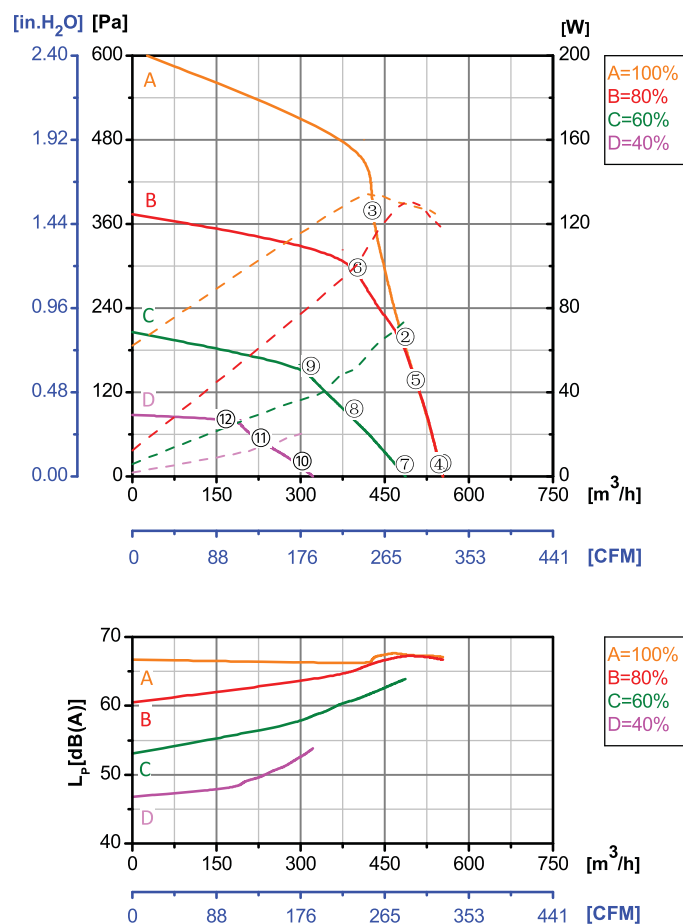 [in.H2O] [Pa] [W]
2.40 600 200
A
A=100%
B=80%
C=60%
D=40%
1.92 480 160
③
1.44 360 B 120
⑥
0.96 240 C 80
②
⑨
⑤
0.48 120 D 40
⑧
⑫
⑪
⑩ ⑦ ④
0.00 0 0
0 150 300 450 600 750 [m3/h]
0 88 176 265 353 441 [CFM]
70
A
A=100%
B=80%
C=60%
D=40%
60 B
LP[dB(A)]
50 C
D
40
0 150 300 450 600 750 [m3/h]
0 88 176 265 353 441 [CFM]